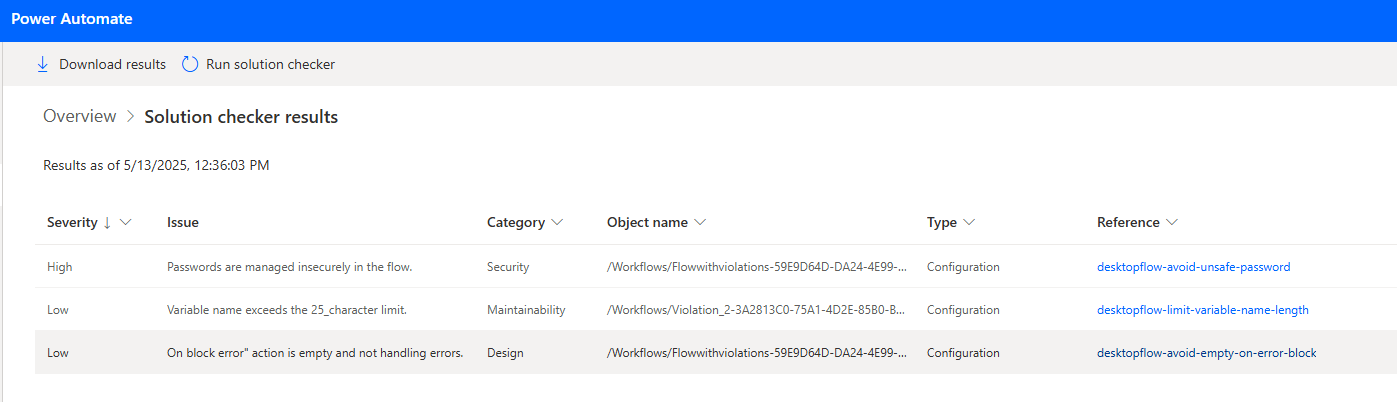 Power Automate
Download results Run solution checker
Overview > Solution checker results
Results as of 5/13/2025, 12:36:03 PM
Severity ↓ Issue Category Object name Type Reference
High Passwords are managed insecurely in the flow. Security /Workflows/Flowwithviolations-59E9D64D-DA24-4E99-... Configuration desktopflow-avoid-unsafe-password
Low Variable name exceeds the 25_character limit. Maintainability /Workflows/Violation_2-3A2813C0-75A1-4D2E-85B0-B... Configuration desktopflow-limit-variable-name-length
Low On block error" action is empty and not handling errors. Design /Workflows/Flowwithviolations-59E9D64D-DA24-4E99-... Configuration desktopflow-avoid-empty-on-error-block